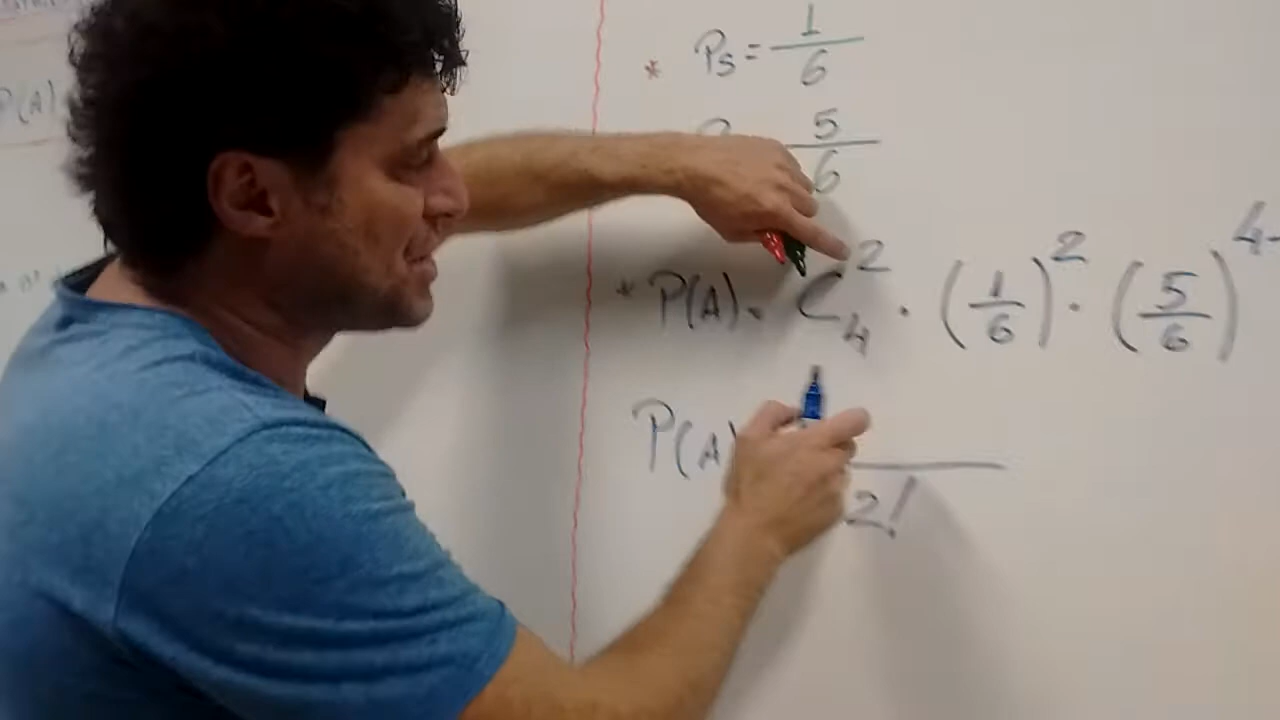 P(A)
* Ps = 1/6
5/6
* P(A) = C₄² · (1/6)² · (5/6)⁴⁻
P(A)
2!